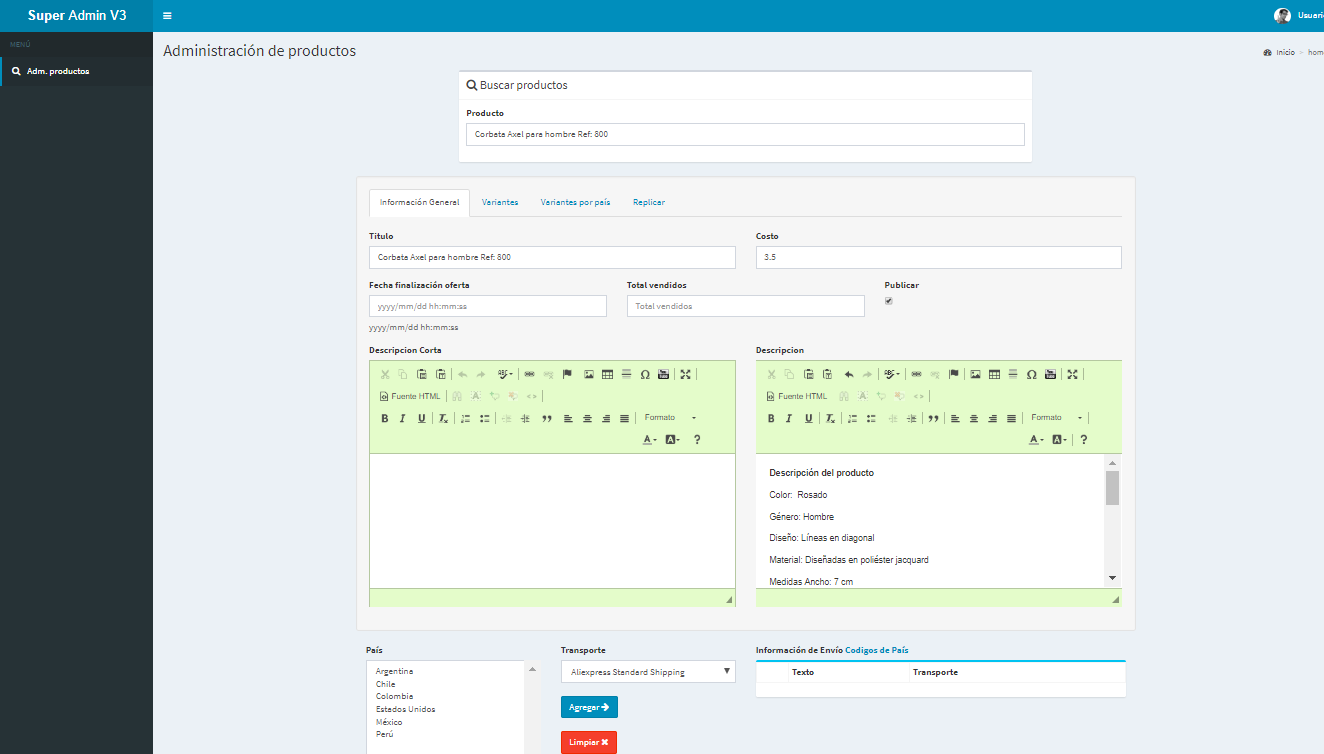 Super Admin V3
Usuari
MENÚ
Adm. productos
Administración de productos
Inicio > hom
Buscar productos
Producto
Corbata Axel para hombre Ref: 800
Información General Variantes Variantes por país Replicar
Titulo Costo
Corbata Axel para hombre Ref: 800 3.5
Fecha finalización oferta Total vendidos Publicar
yyyy/mm/dd hh:mm:ss Total vendidos
yyyy/mm/dd hh:mm:ss
Descripcion Corta Descripcion
Fuente HTML Fuente HTML
B I U Formato B I U Formato
A A ? A A ?
Descripción del producto
Color: Rosado
Género: Hombre
Diseño: Líneas en diagonal
Material: Diseñadas en poliéster jacquard
Medidas Ancho: 7 cm
País Transporte Información de Envío Codigos de País
Argentina
Chile
Colombia
Estados Unidos
México
Perú
Aliexpress Standard Shipping
Agregar
Limpiar
Texto Transporte